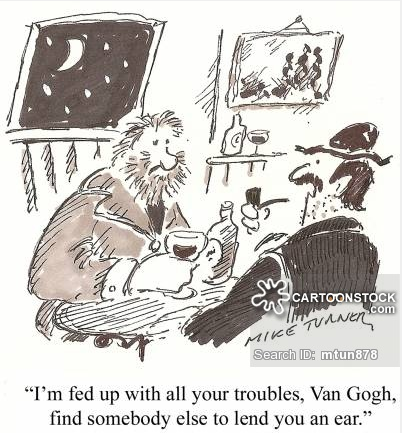 CARTOONSTOCK
.com
MIKE TURNER
Search ID: mtun878
“I’m fed up with all your troubles, Van Gogh,
find somebody else to lend you an ear.”